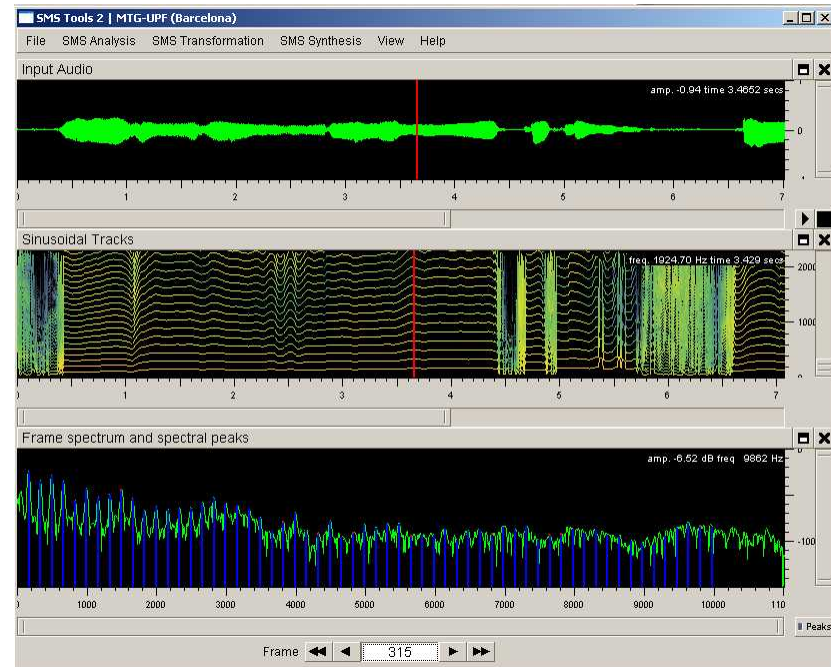 SMS Tools 2 | MTG-UPF (Barcelona)
File SMS Analysis SMS Transformation SMS Synthesis View Help
Input Audio
amp. -0.94 time 3.4652 secs
0
1 2 3 4 5 6 7
Sinusoidal Tracks
freq. 1924.70 Hz time 3.429 secs
2000
1000
0
1 2 3 4 5 6 7
Frame spectrum and spectral peaks
amp. -6.52 dB freq 9862 Hz
0
-100
1000 2000 3000 4000 5000 6000 7000 8000 9000 10000 110
Peaks
Frame 315